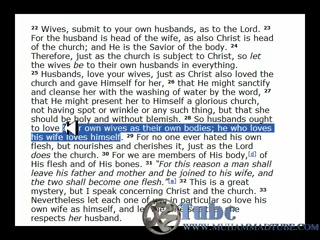 22 Wives, submit to your own husbands, as to the Lord. 23
For the husband is head of the wife, as also Christ is head
of the church; and He is the Savior of the body. 24
Therefore, just as the church is subject to Christ, so let
the wives be to their own husbands in everything.
25 Husbands, love your wives, just as Christ also loved the
church and gave Himself for her, 26 that He might sanctify
and cleanse her with the washing of water by the word, 27
that He might present her to Himself a glorious church,
not having spot or wrinkle or any such thing, but that she
should be holy and without blemish. 28 So husbands ought
to love own wives as their own bodies; he who loves
his wife loves himself. 29 For no one ever hated his own
flesh, but nourishes and cherishes it, just as the Lord
does the church. 30 For we are members of His body,[d] of
His flesh and of His bones. 31 "For this reason a man shall
leave his father and mother and be joined to his wife, and
the two shall become one flesh."[e] 32 This is a great
mystery, but I speak concerning Christ and the church. 33
Nevertheless let each one of you in particular so love his
own wife as himself, and let the wife see that she
respects her husband.
Tube
WWW.MUHAMMADTUBE.COM